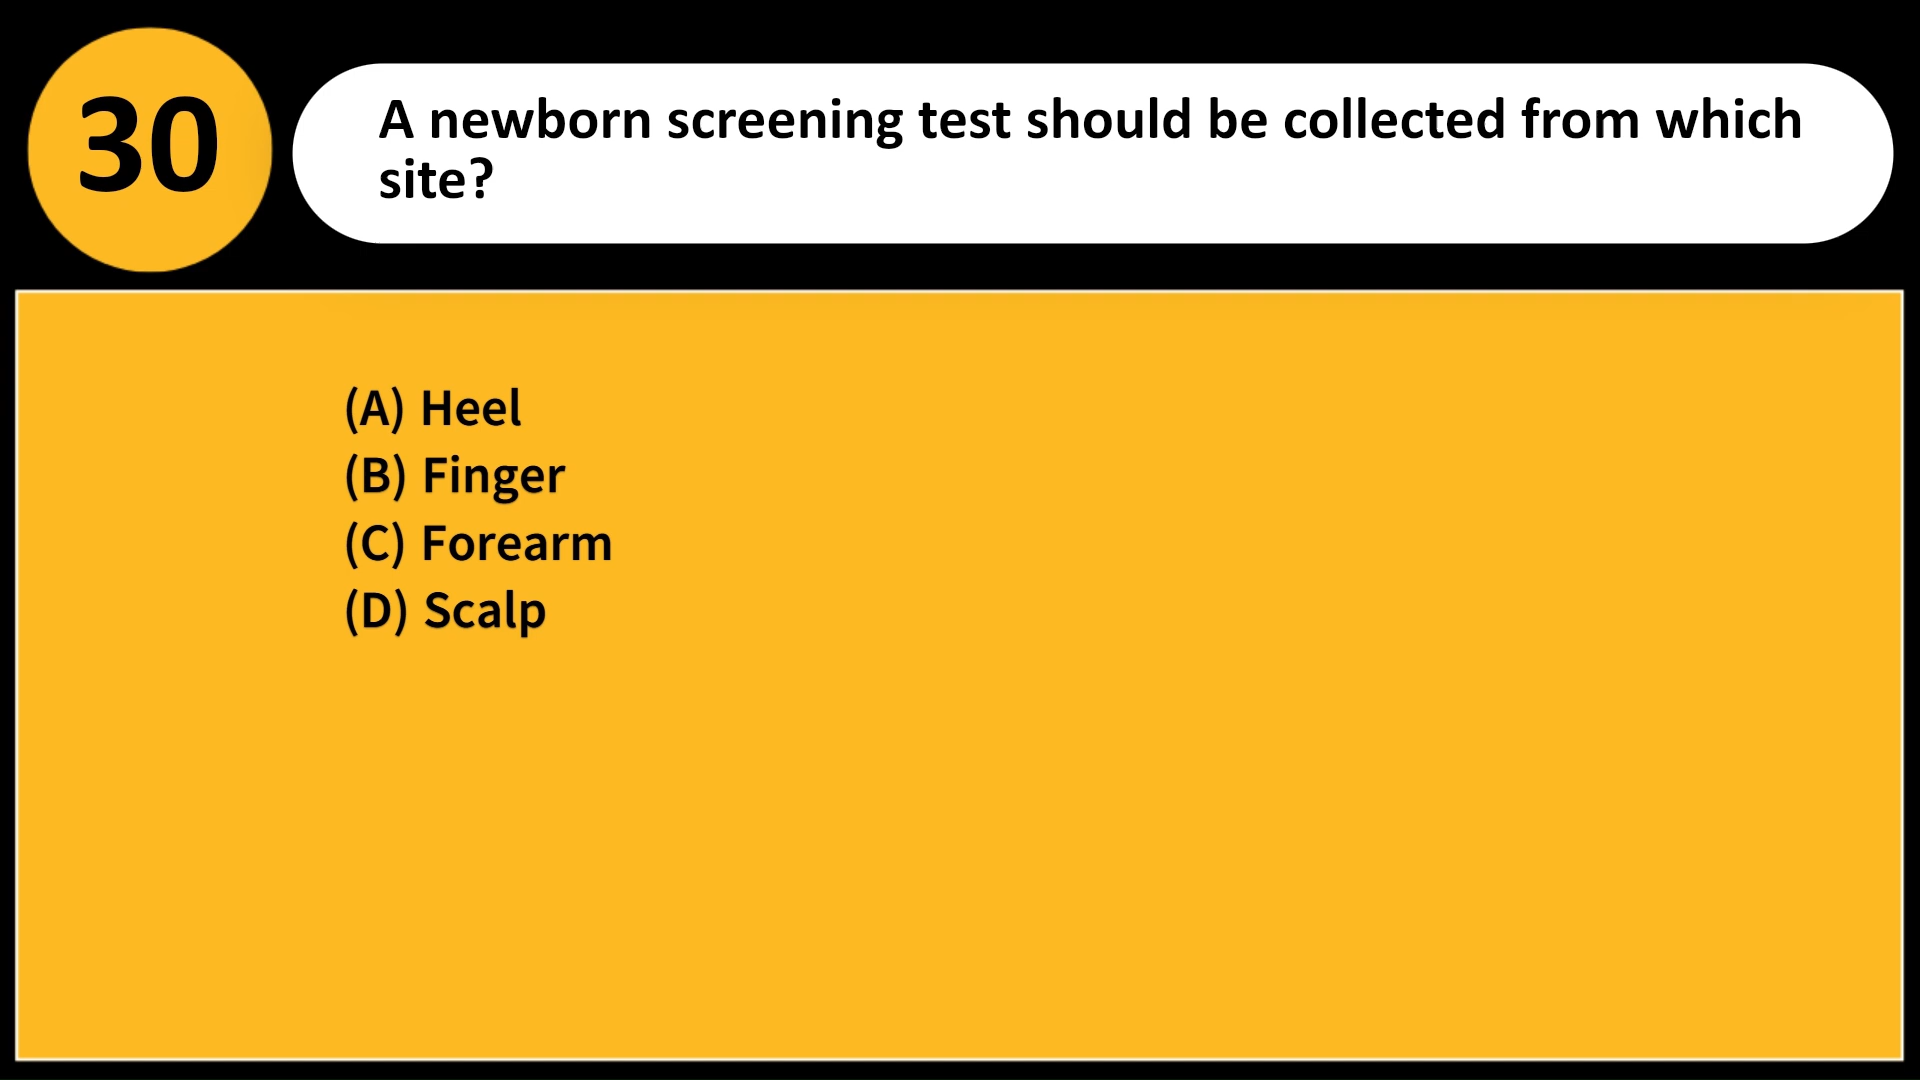 30
A newborn screening test should be collected from which
site?
(A) Heel
(B) Finger
(C) Forearm
(D) Scalp